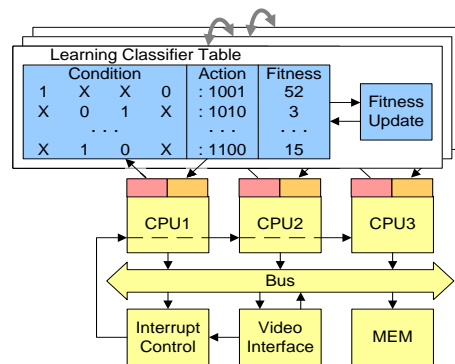 Learning Classifier Table
Condition Action Fitness
1 X X 0 : 1001 52
X 0 1 X : 1010 3
. . . . . . . . .
X 1 0 X : 1100 15
Fitness
Update
CPU1 CPU2 CPU3
Bus
Interrupt
Control
Video
Interface
MEM